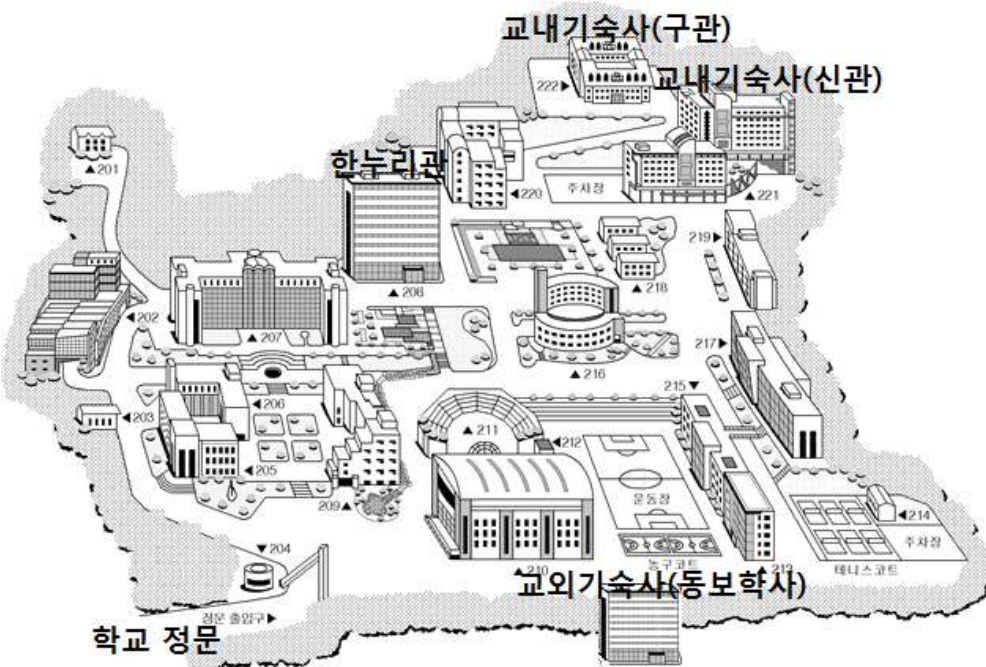 교내기숙사(구관)
222▶
교내기숙사(신관)
▲201
한누리관
◀220
주차장
▲221
219▶
▲206
▲218
◀202
▲207
▲216
217▶
215▼
◀203
◀206
▲211
◀212
◀205
운동장
209▲
◀214
주차장
▼204
▲210
농구코트
▲213
테니스코트
교외기숙사(동보학사)
정문 출입구▶
학교 정문